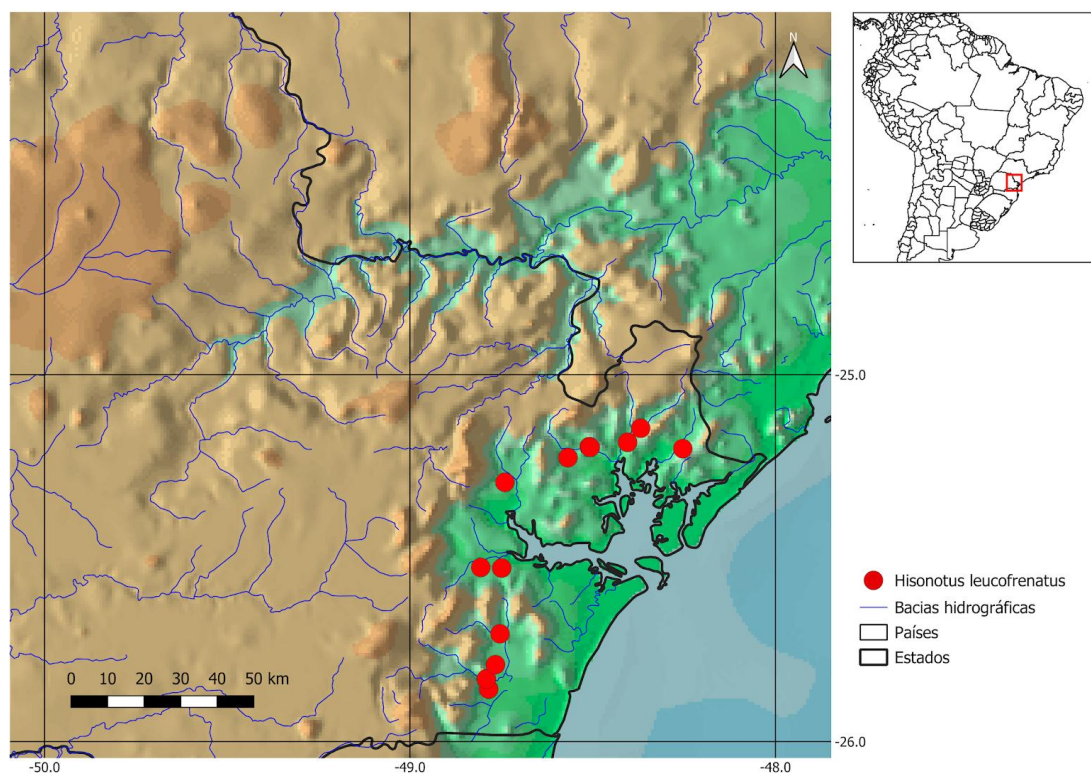 N
-25.0
Hisonotus leucofrenatus
Bacias hidrográficas
Países
Estados
0 10 20 30 40 50 km
-26.0
-50.0 -49.0 -48.0